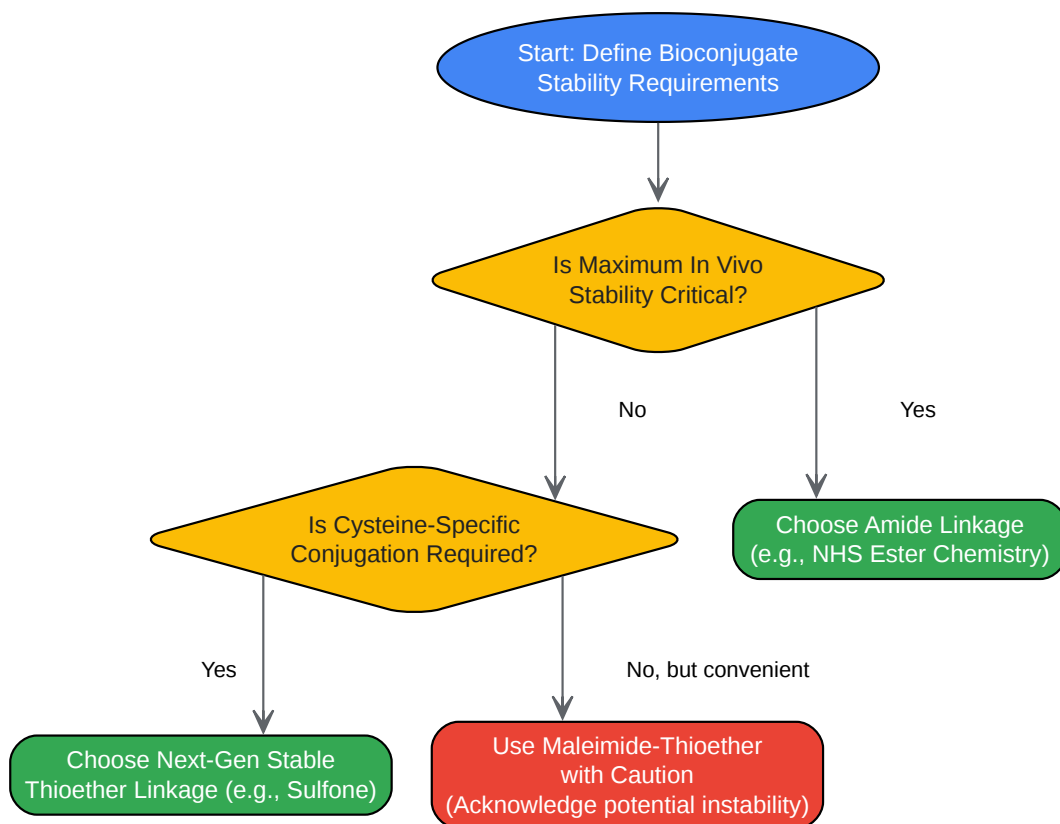 Start: Define Bioconjugate
Stability Requirements
Is Maximum In Vivo
Stability Critical?
No
Yes
Is Cysteine-Specific
Conjugation Required?
Choose Amide Linkage
(e.g., NHS Ester Chemistry)
Yes
No, but convenient
Choose Next-Gen Stable
Thioether Linkage (e.g., Sulfone)
Use Maleimide-Thioether
with Caution
(Acknowledge potential instability)